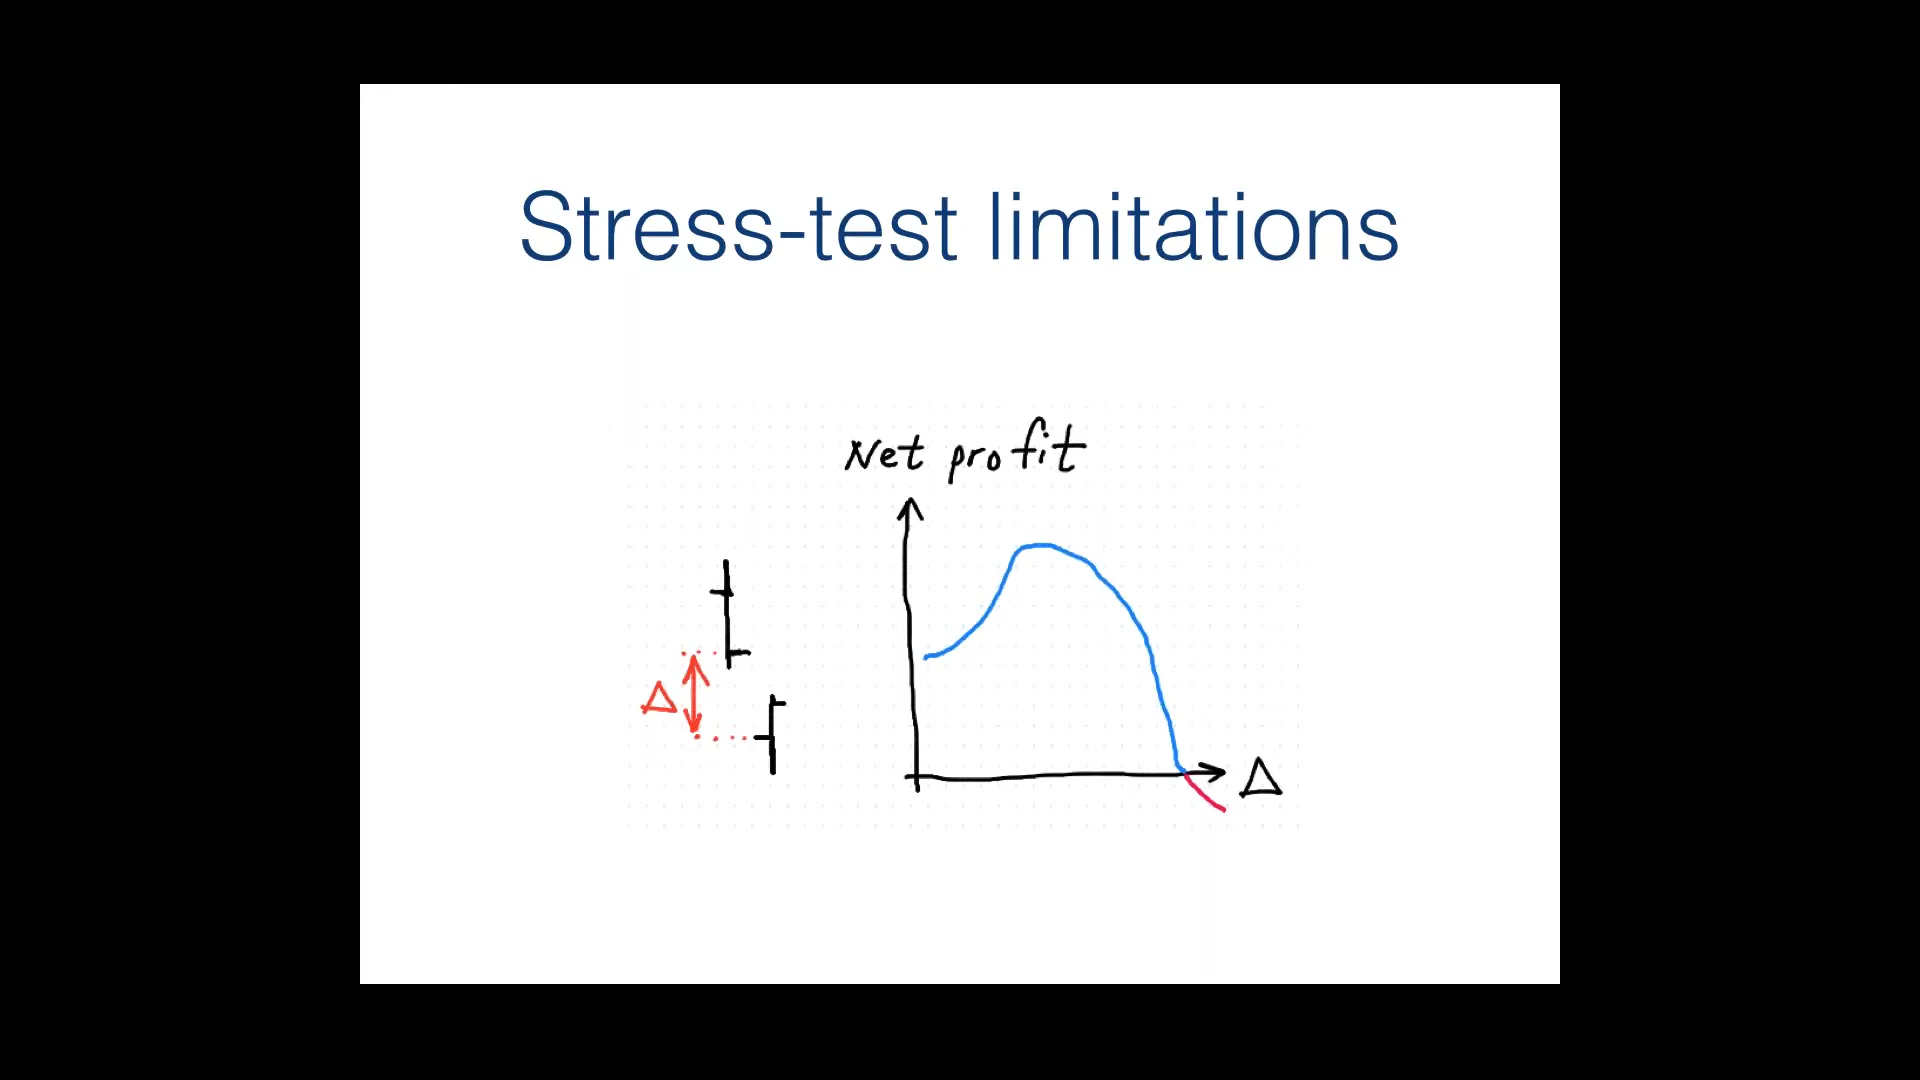 Stress-test limitations
Net profit
Δ
Δ